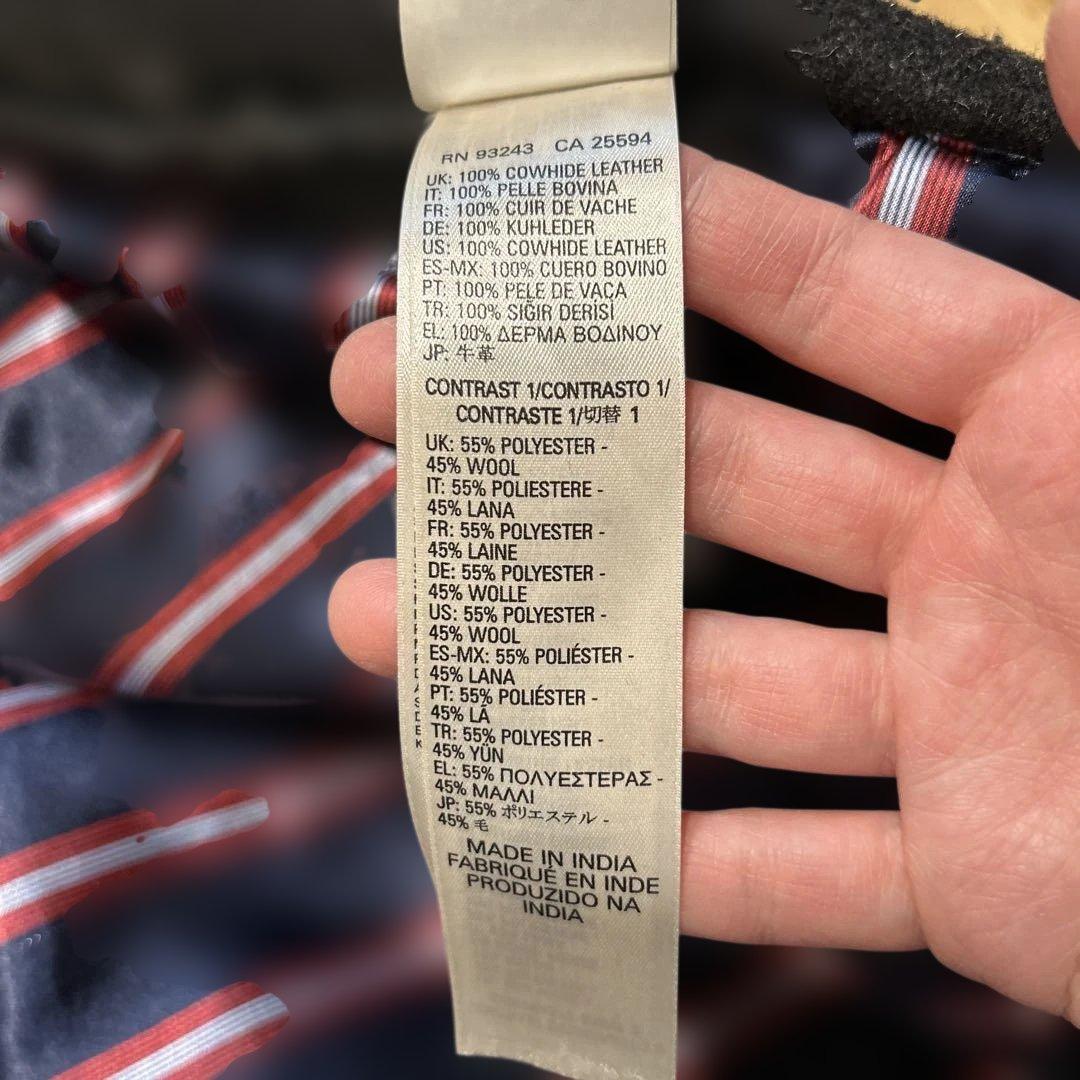 RN 93243 CA 25594
UK: 100% COWHIDE LEATHER
IT: 100% PELLE BOVINA
FR: 100% CUIR DE VACHE
DE: 100% KUHLEDER
US: 100% COWHIDE LEATHER
ES-MX: 100% CUERO BOVINO
PT: 100% PELE DE VACA
TR: 100% SIĞIR DERİSİ
EL: 100% ΔΕΡΜΑ ΒΟΔΙΝΟΥ
JP: 牛革
CONTRAST 1/CONTRASTO 1/
CONTRASTE 1/切替 1
UK: 55% POLYESTER -
45% WOOL
IT: 55% POLIESTERE -
45% LANA
FR: 55% POLYESTER -
45% LAINE
DE: 55% POLYESTER -
45% WOLLE
US: 55% POLYESTER -
45% WOOL
ES-MX: 55% POLIÉSTER -
45% LANA
PT: 55% POLIÉSTER -
45% LÃ
TR: 55% POLYESTER -
45% YÜN
EL: 55% ΠΟΛΥΕΣΤΕΡΑΣ -
45% ΜΑΛΛΙ
JP: 55% ポリエステル -
45% 毛
MADE IN INDIA
FABRIQUÉ EN INDE
PRODUZIDO NA
INDIA